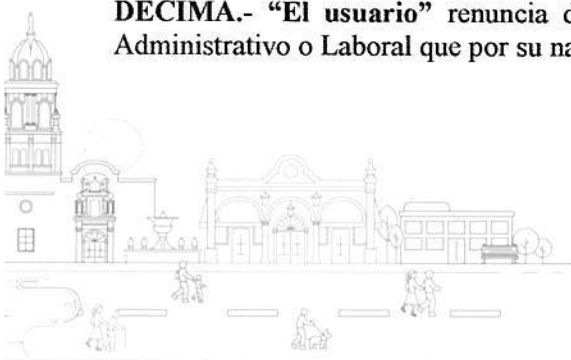 DECIMA.- “El usuario” renuncia
Administrativo o Laboral que por su